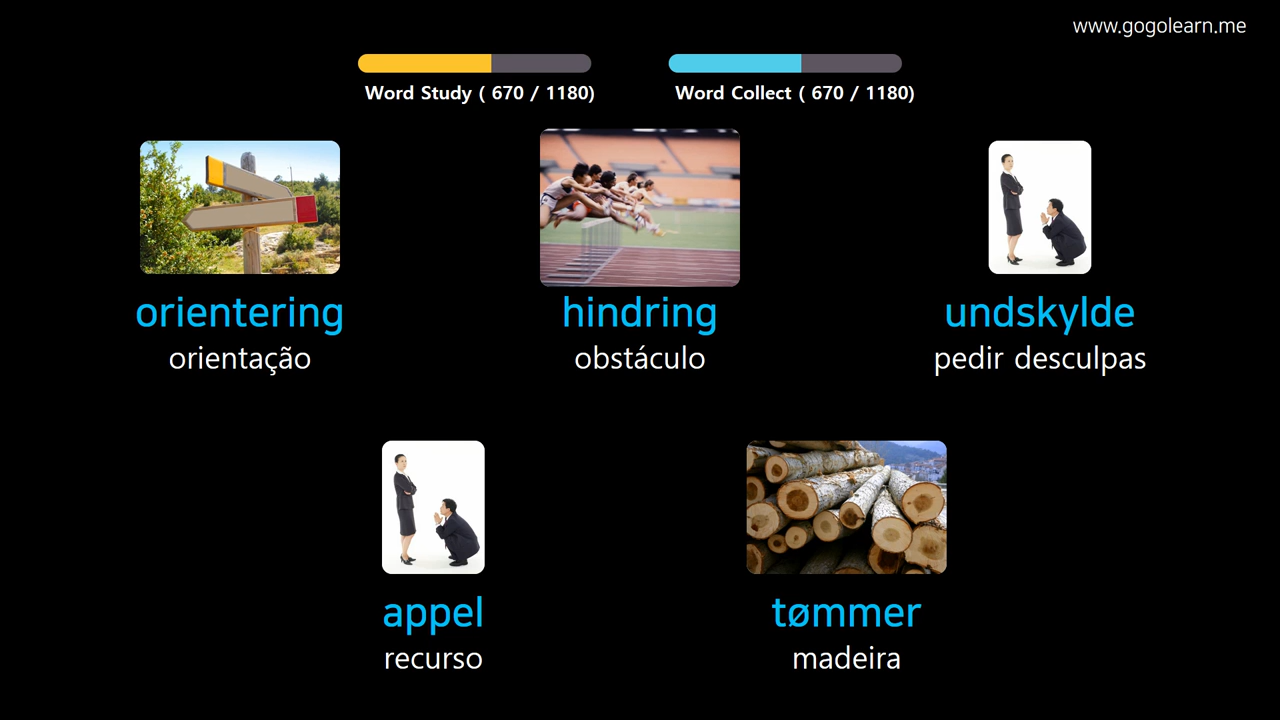 www.gogolearn.me
Word Study ( 670 / 1180)
Word Collect ( 670 / 1180)
orientering
orientação
hindring
obstáculo
undskylde
pedir desculpas
appel
recurso
tømmer
madeira